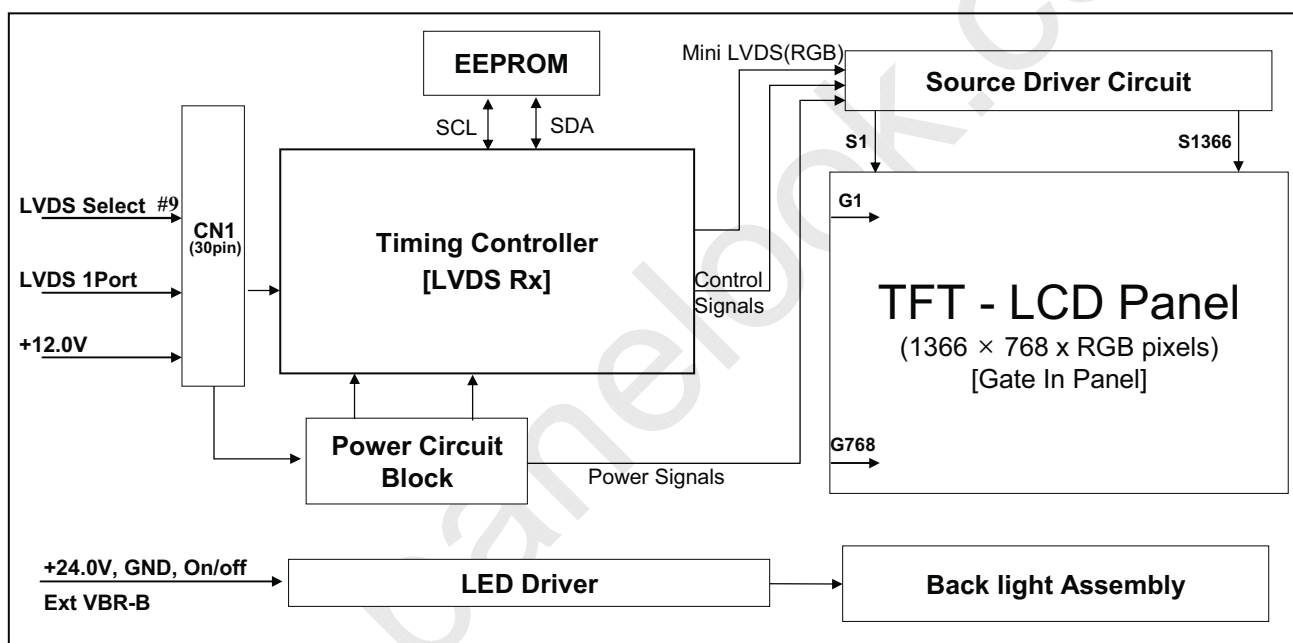 EEPROM
SCL
SDA
Mini LVDS(RGB)
Source Driver Circuit
S1
S1366
LVDS Select #9
LVDS 1Port
+12.0V
CN1
(30pin)
Timing Controller
[LVDS Rx]
Control
Signals
G1
TFT - LCD Panel
(1366 × 768 x RGB pixels)
[Gate In Panel]
G768
Power Circuit
Block
Power Signals
+24.0V, GND, On/off
Ext VBR-B
LED Driver
Back light Assembly
panelook.c